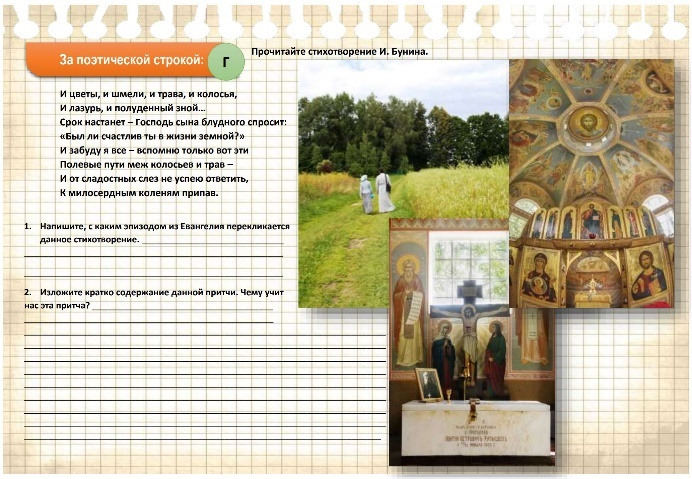 За поэтической строкой:
Г
Прочитайте стихотворение И. Бунина.
И цветы, и шмели, и трава, и колосья,
И лазурь, и полуденный зной...
Срок настанет – Господь сына блудного спросит:
«Был ли счастлив ты в жизни земной?»
И забуду я все – вспомню только вот эти
Полевые пути меж колосьев и трав –
И от сладостных слез не успею ответить,
К милосердным коленям припав.
1. Напишите, с каким эпизодом из Евангелия перекликается
данное стихотворение.
2. Изложите кратко содержание данной притчи. Чему учит
нас эта притча?